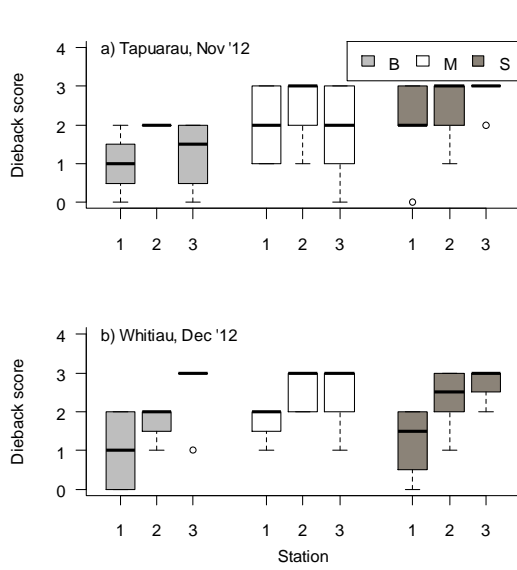 a) Tapuarau, Nov '12
B M S
Dieback score
4
3
2
1
0
1 2 3 1 2 3 1 2 3
b) Whitiau, Dec '12
Dieback score
4
3
2
1
0
1 2 3 1 2 3 1 2 3
Station